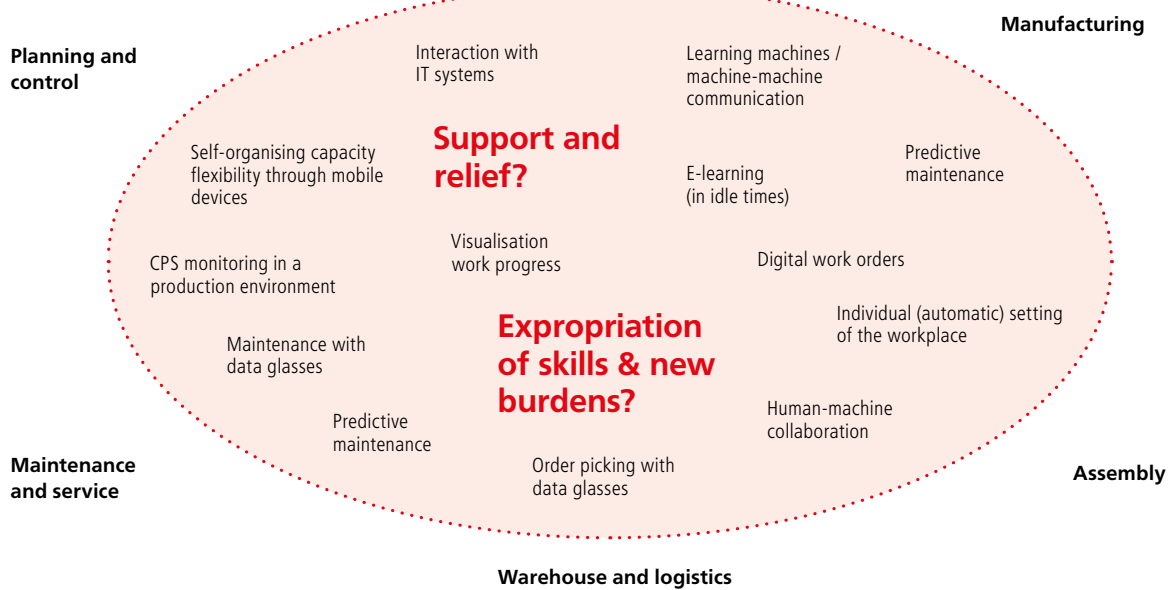 Manufacturing
Planning and
control
Interaction with
IT systems
Learning machines /
machine-machine
communication
Support and
relief?
Self-organising capacity
flexibility through mobile
devices
E-learning
(in idle times)
Predictive
maintenance
Visualisation
work progress
CPS monitoring in a
production environment
Digital work orders
Individual (automatic) setting
of the workplace
Expropriation
of skills & new
burdens?
Maintenance with
data glasses
Predictive
maintenance
Human-machine
collaboration
Order picking with
data glasses
Maintenance
and service
Assembly
Warehouse and logistics